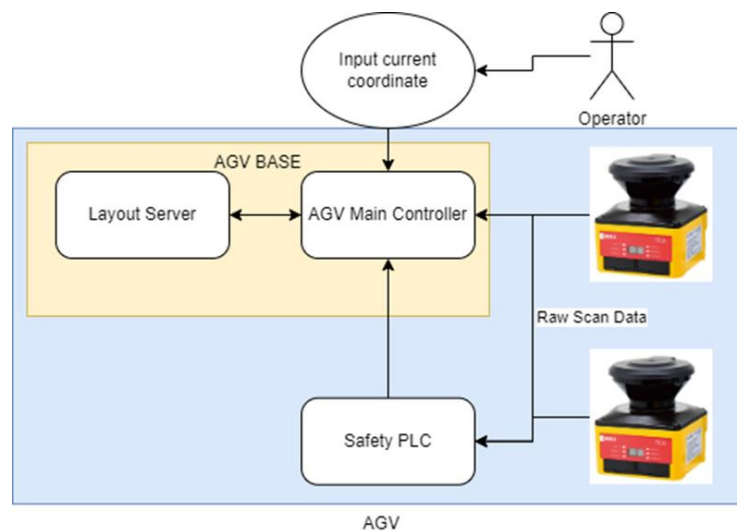 Input current
coordinate
Operator
AGV BASE
Layout Server
AGV Main Controller
Raw Scan Data
Safety PLC
AGV